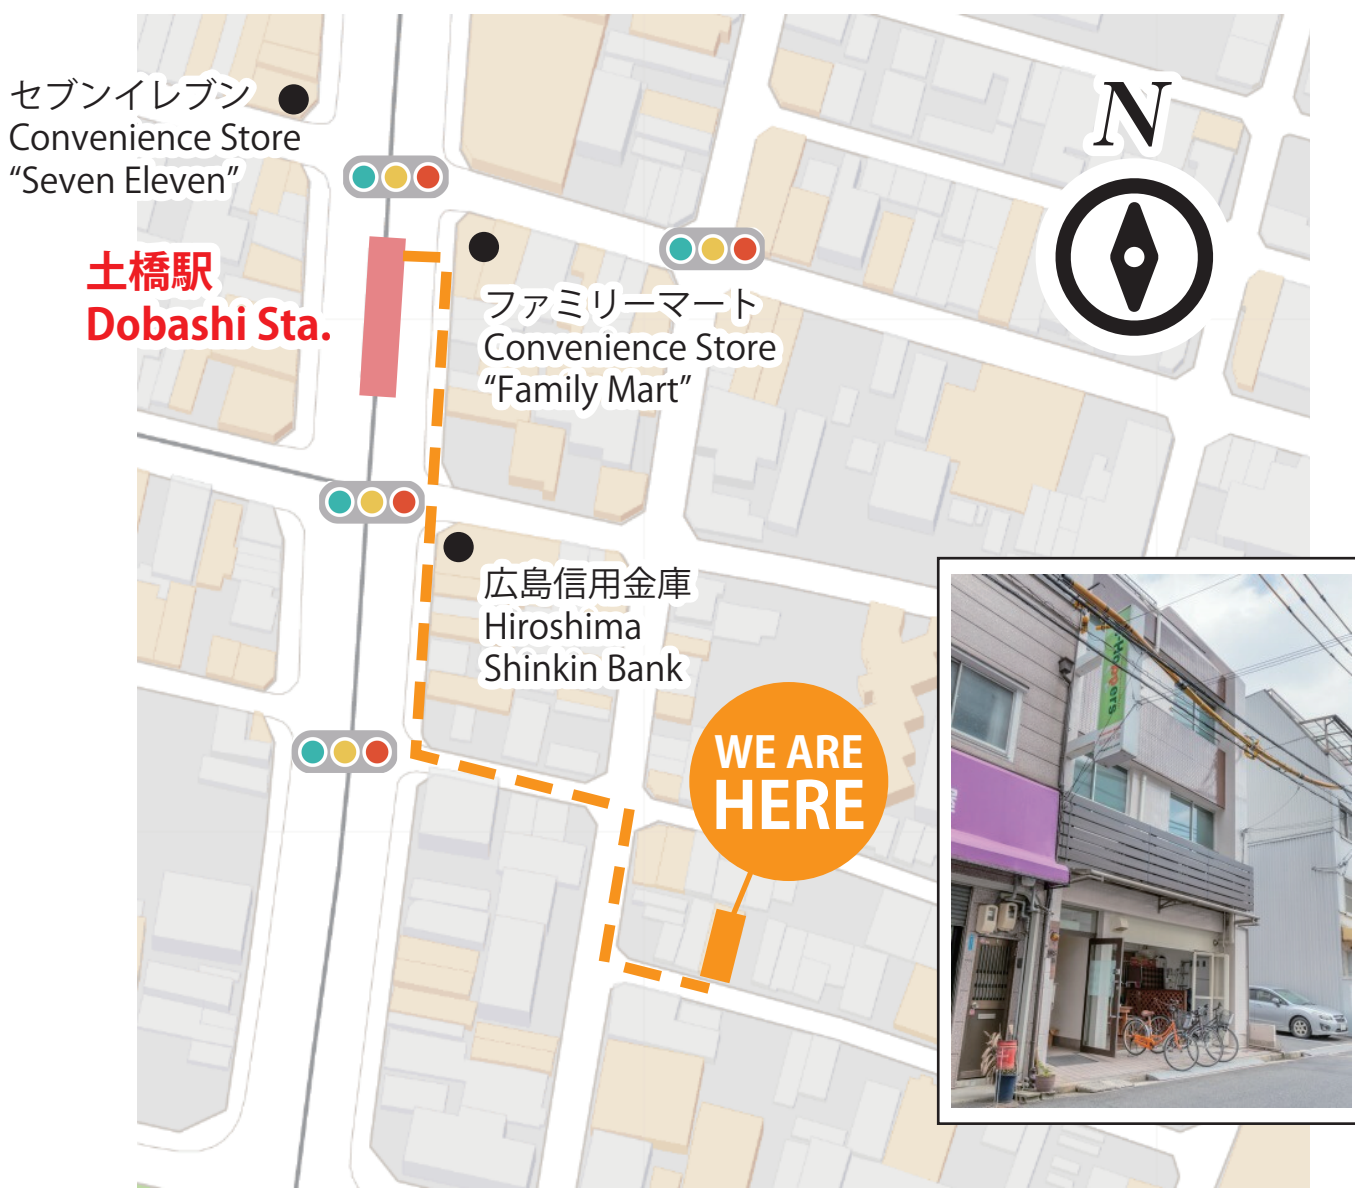 セブンイレブン
Convenience Store
“Seven Eleven”
N
土橋駅
Dobashi Sta.
ファミリーマート
Convenience Store
“Family Mart”
広島信用金庫
Hiroshima
Shinkin Bank
WE ARE
HERE